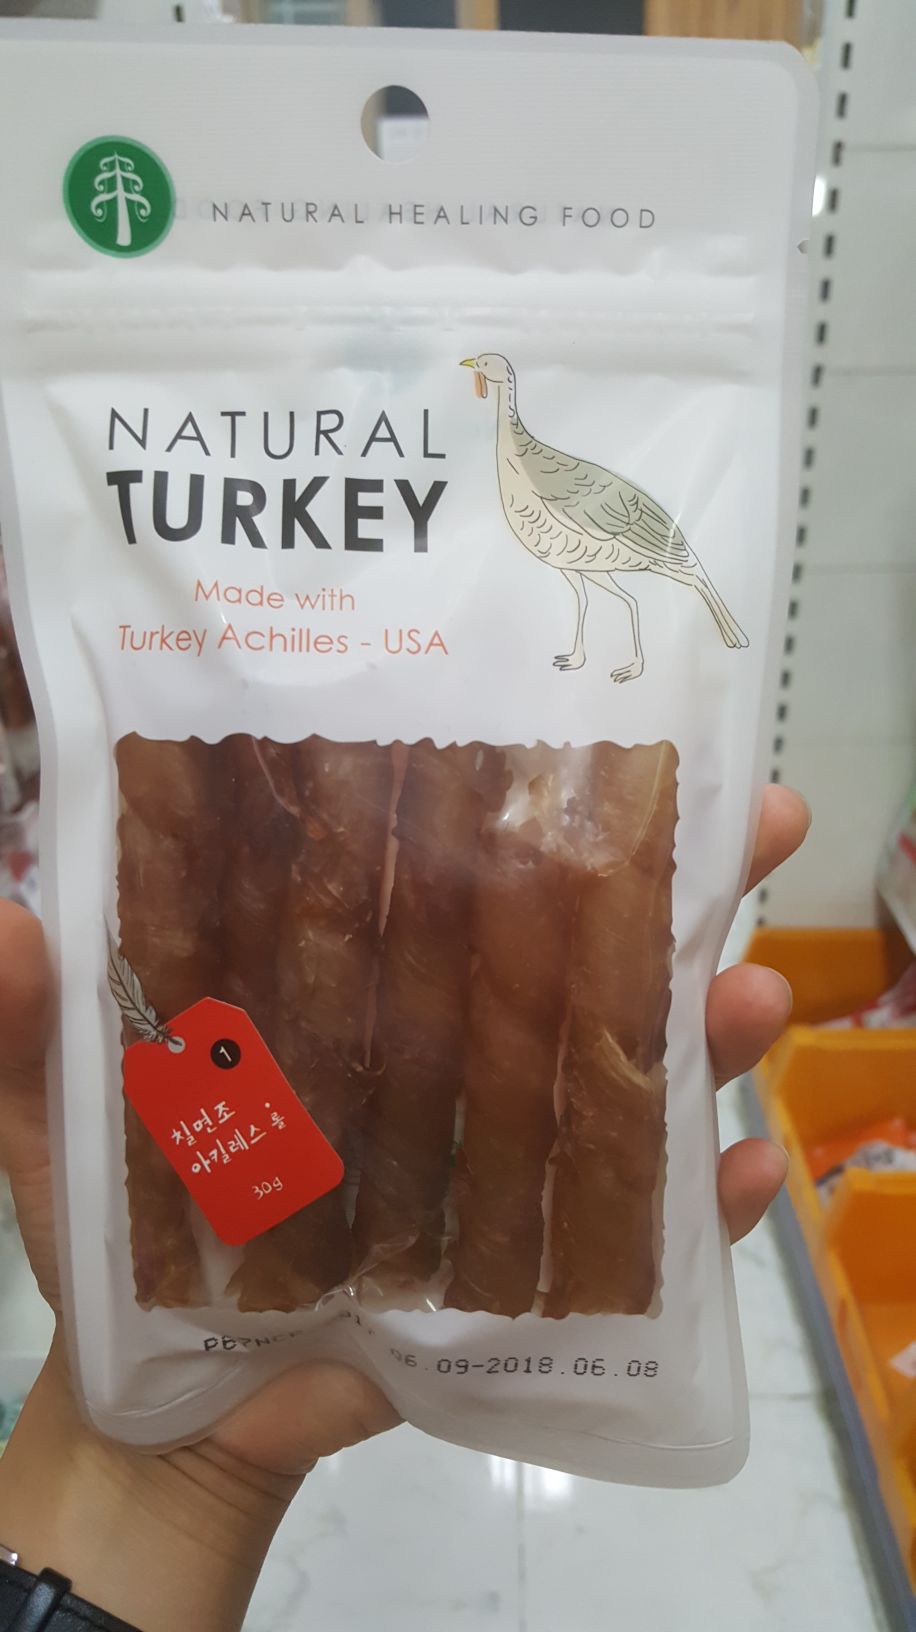 NATURAL HEALING FOOD
NATURAL
TURKEY
Made with
Turkey Achilles - USA
1
칠면조
아킬레스·롤
30g
06.09-2018.06.08